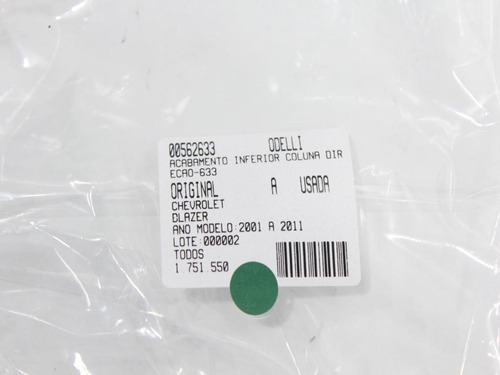 00562633 ODELLI
ACABAMENTO INFERIOR COLUNA DIR
ECAO-633
ORIGINAL A USADA
CHEVROLET
BLAZER
ANO MODELO:2001 A 2011
LOTE:000002
TODOS
1.751.550